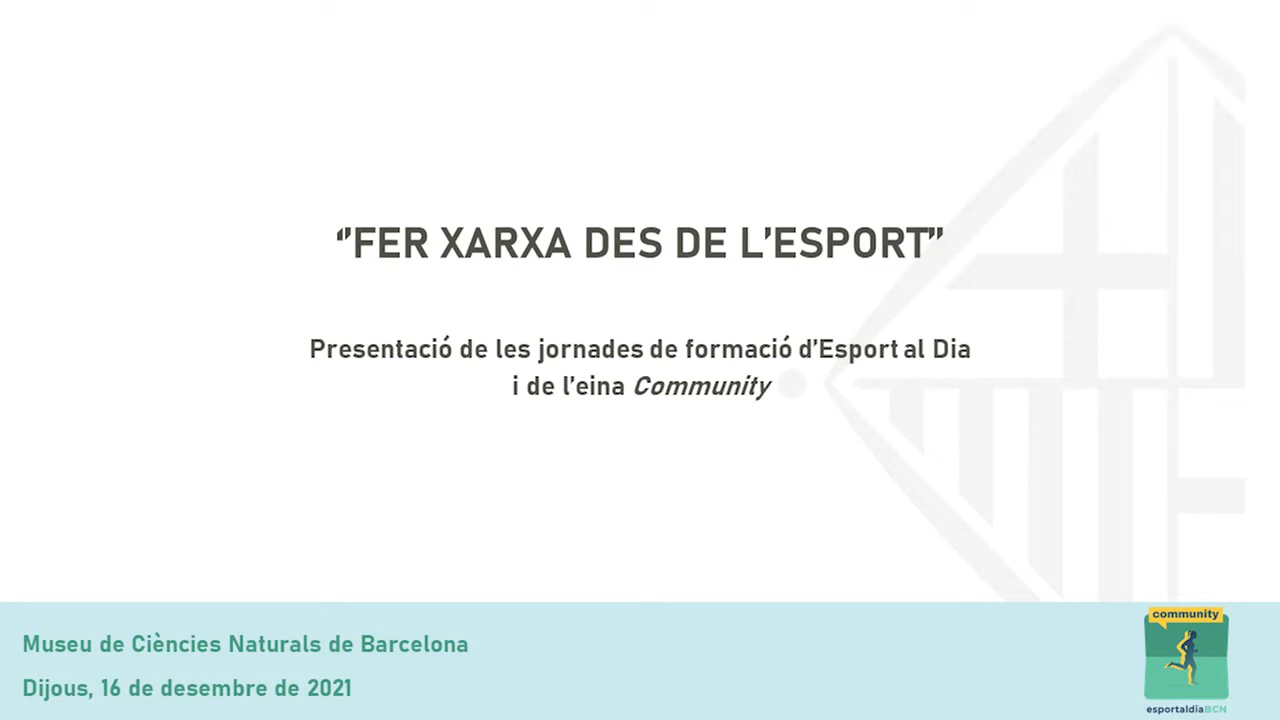 ‘’FER XARXA DES DE L’ESPORT”
Presentació de les jornades de formació d’Esport al Dia
i de l’eina Community
Museu de Ciències Naturals de Barcelona
Dijous, 16 de desembre de 2021
community
esportaldiaBCN